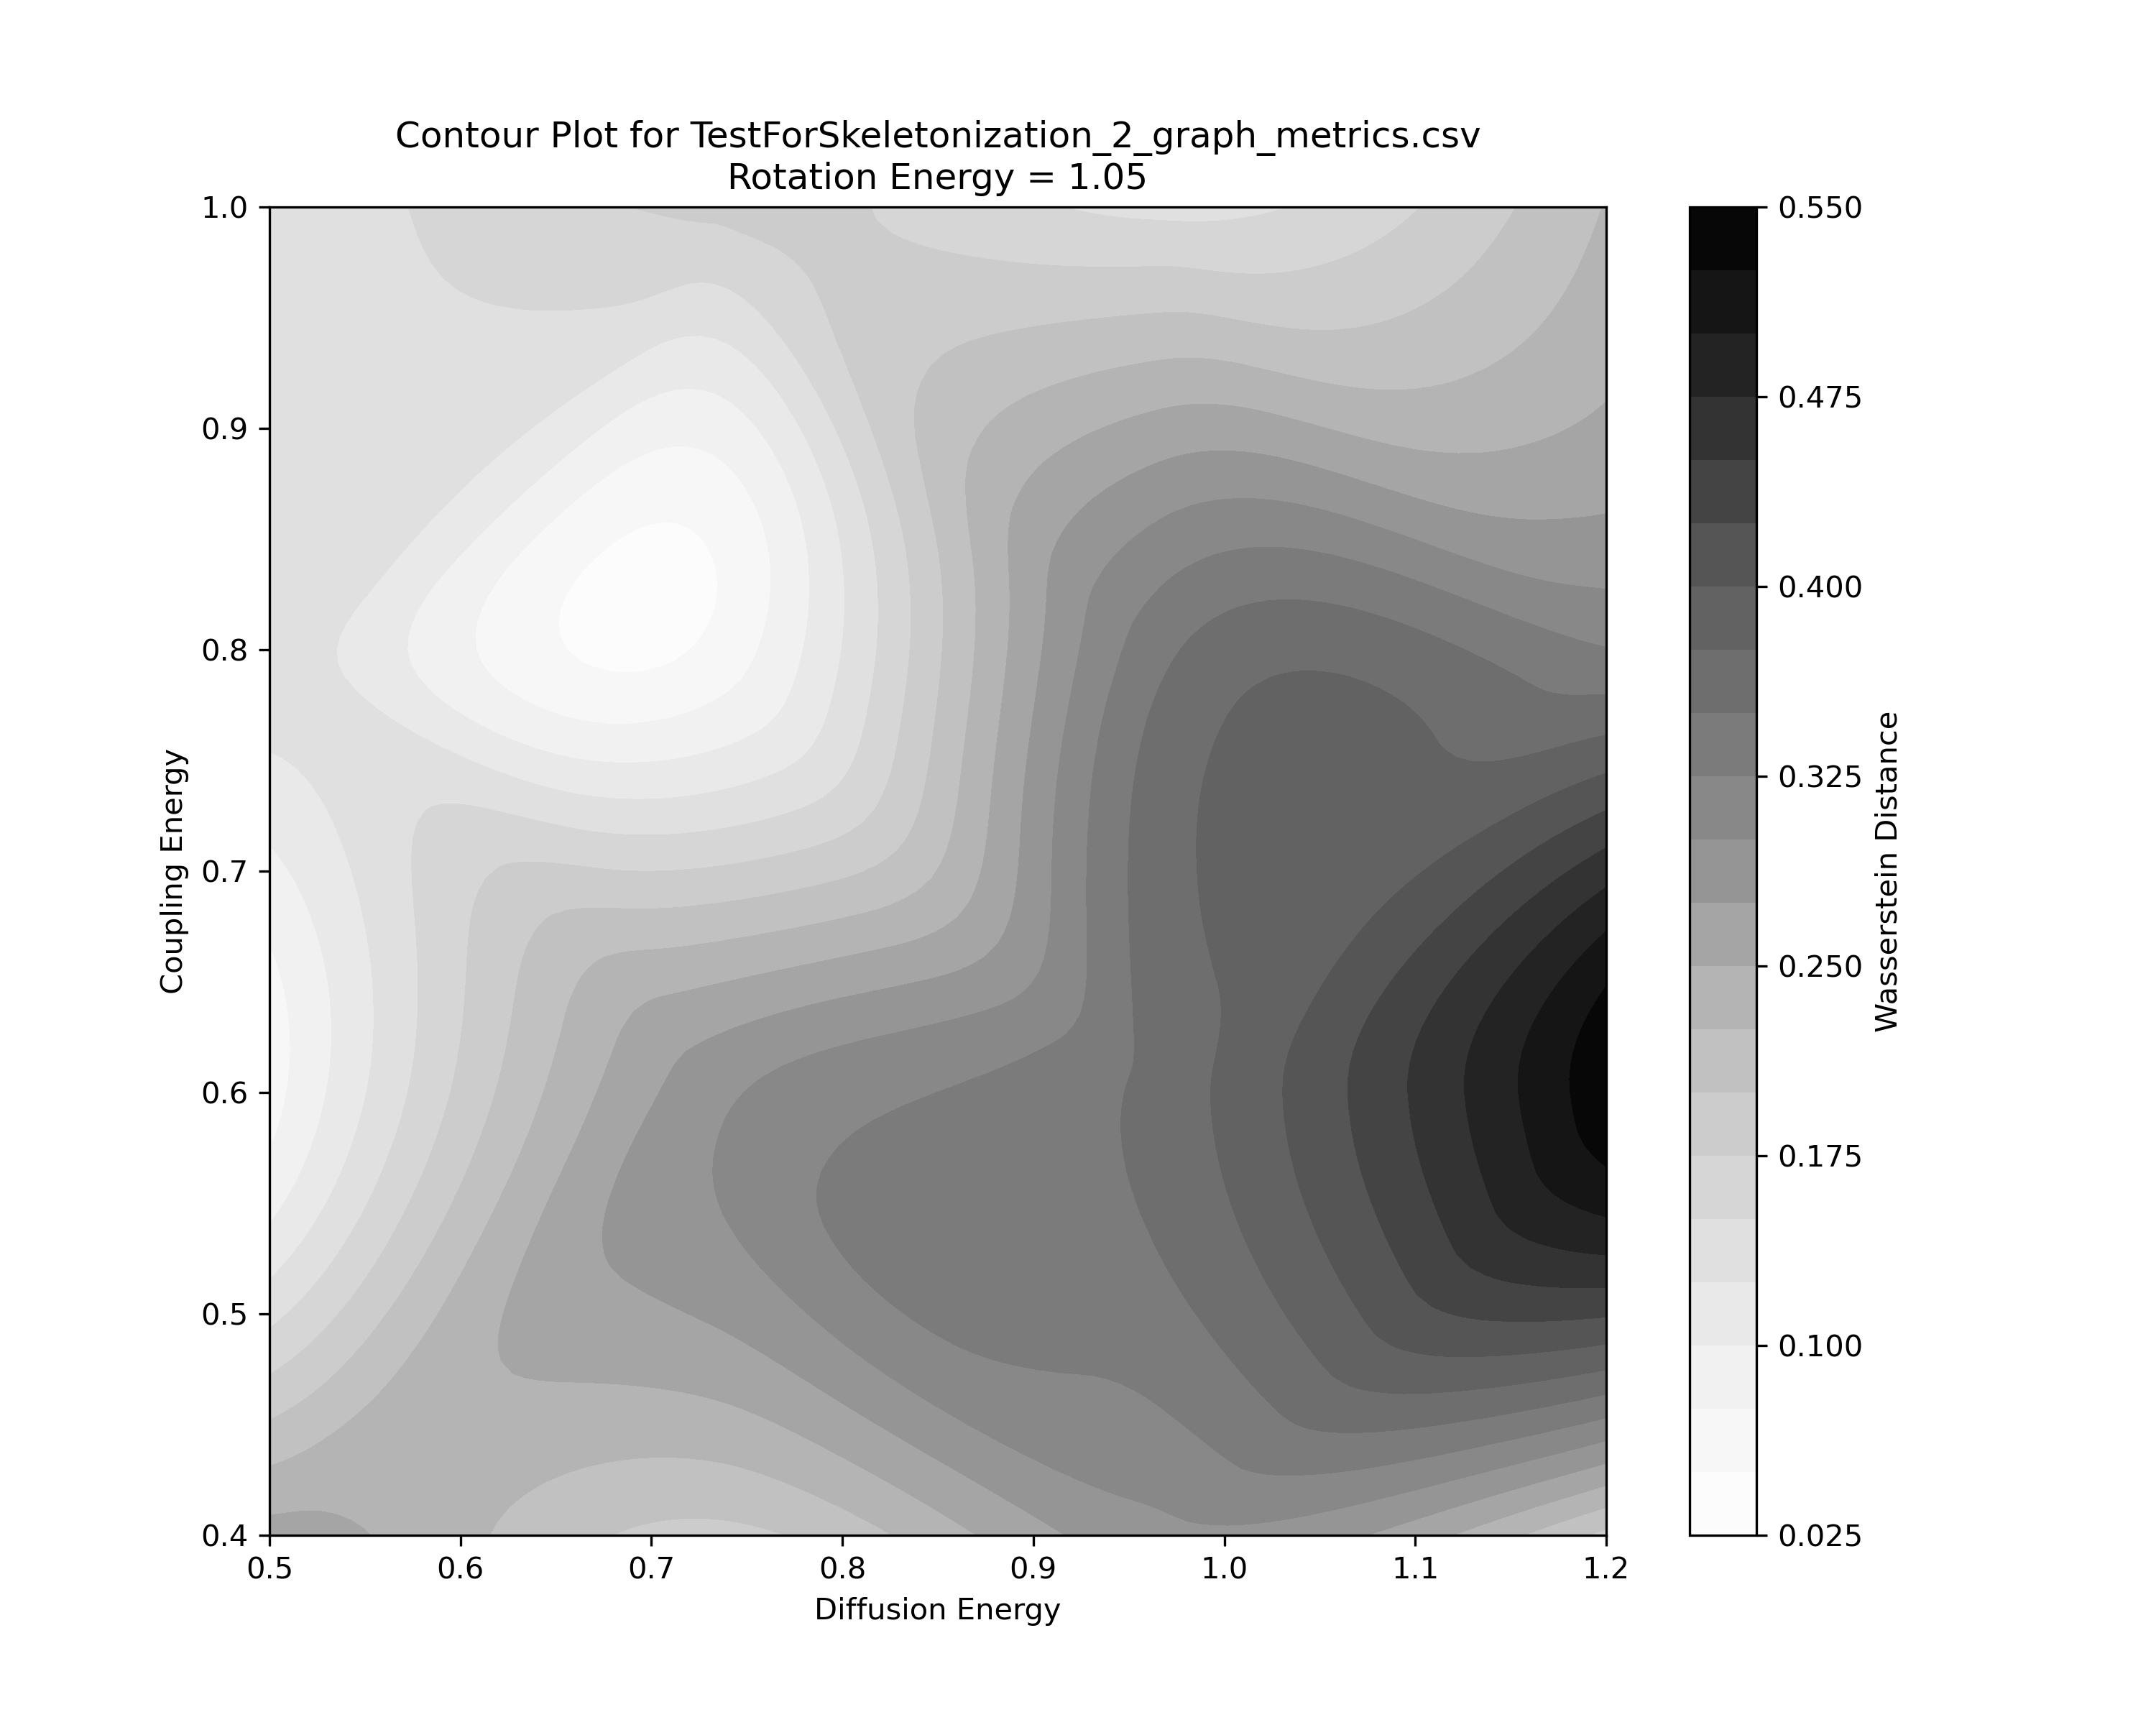 Contour Plot for TestForSkeletonization_2_graph_metrics.csv
Rotation Energy = 1.05
Coupling Energy
1.0
0.9
0.8
0.7
0.6
0.5
0.4
0.5 0.6 0.7 0.8 0.9 1.0 1.1 1.2
Diffusion Energy
0.550
0.475
0.400
0.325
0.250
0.175
0.100
0.025
Wasserstein Distance